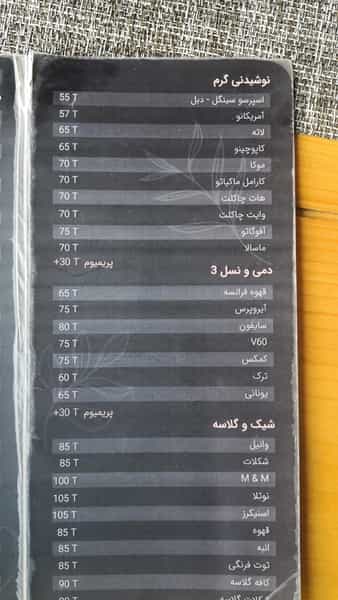 نوشیدنی گرم
اسپرسو سینگل - دبل 55 T
آمریکانو 57 T
لاته 65 T
کاپوچینو 65 T
موکا 70 T
کارامل ماکیاتو 70 T
هات چاکلت 70 T
وایت چاکلت 70 T
آفوگاتو 75 T
ماسالا 70 T
پریمیوم +30 T
دمی و نسل 3
قهوه فرانسه 65 T
آیروپرس 75 T
سایفون 80 T
V60 75 T
کمکس 75 T
ترک 60 T
یونانی 65 T
پریمیوم +30 T
شیک و گلاسه
وانیل 85 T
شکلات 85 T
M & M 100 T
نوتلا 105 T
اسنیکرز 105 T
قهوه 85 T
انبه 85 T
توت فرنگی 85 T
کافه گلاسه 90 T